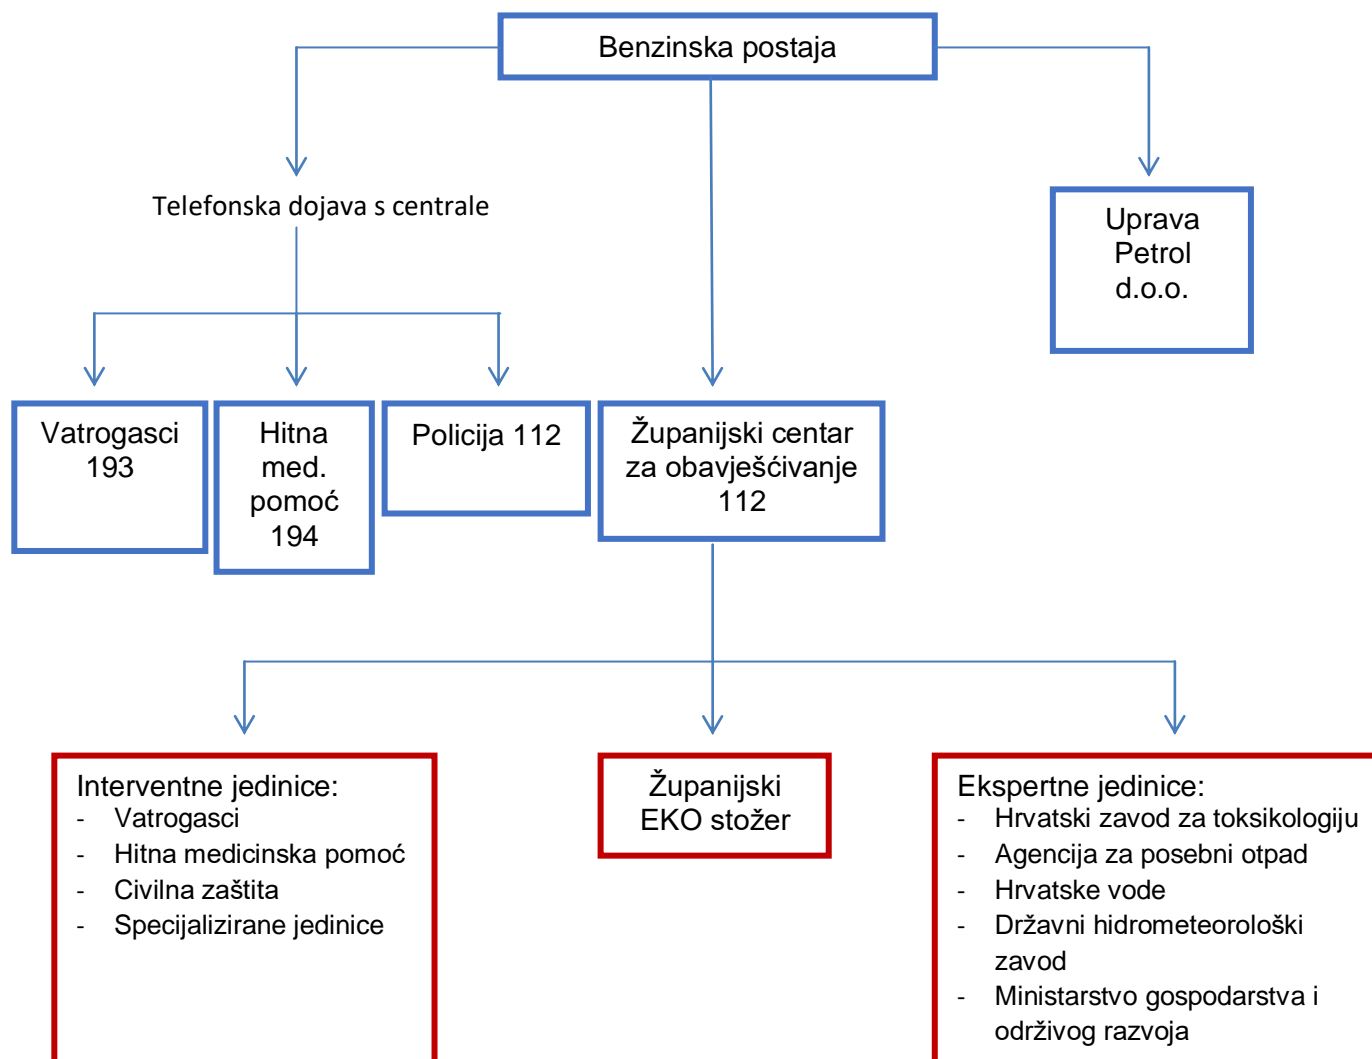 Benzinska postaja
Telefonska dojava s centrale
Uprava
Petrol
d.o.o.
Vatrogasci
193
Hitna
med.
pomoć
194
Policija 112
Županijski centar
za obavješćivanje
112
Interventne jedinice:
- Vatrogasci
- Hitna medicinska pomoć
- Civilna zaštita
- Specijalizirane jedinice
Županijski
EKO stožer
Ekspertne jedinice:
- Hrvatski zavod za toksikologiju
- Agencija za posebni otpad
- Hrvatske vode
- Državni hidrometeorološki
zavod
- Ministarstvo gospodarstva i
održivog razvoja